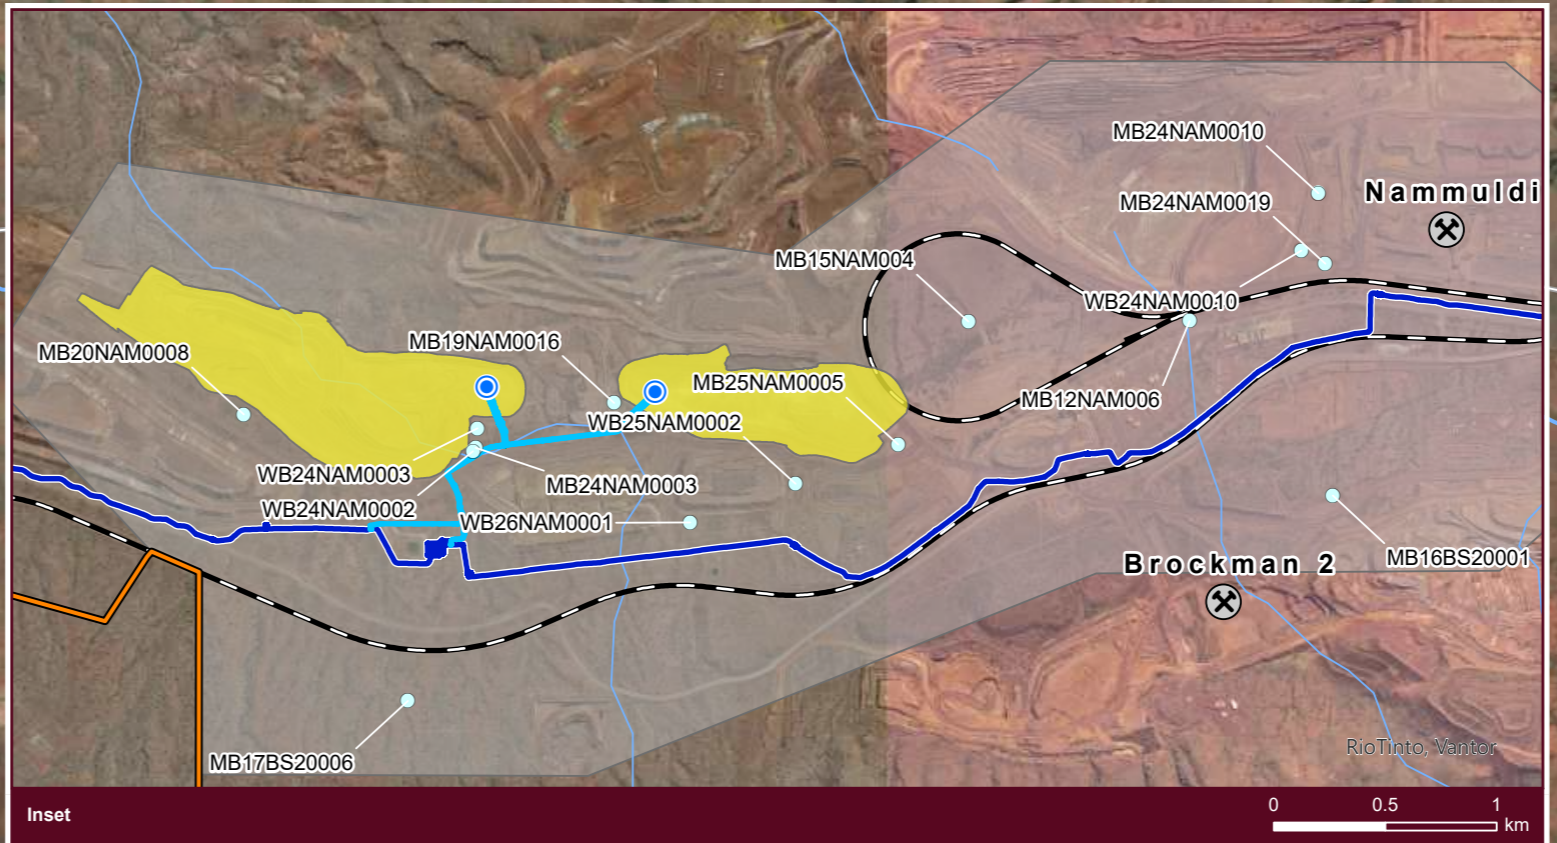 MB24NAM0010
Nammuldi
MB24NAM0019
MB15NAM004
WB24NAM0010
MB19NAM0016
MB20NAM0008
MB25NAM0005
MB12NAM006
WB25NAM0002
WB24NAM0003
MB24NAM0003
WB24NAM0002
WB26NAM0001
Brockman 2
MB16BS20001
MB17BS20006
RioTinto, Vantor
Inset
0 0.5 1
km